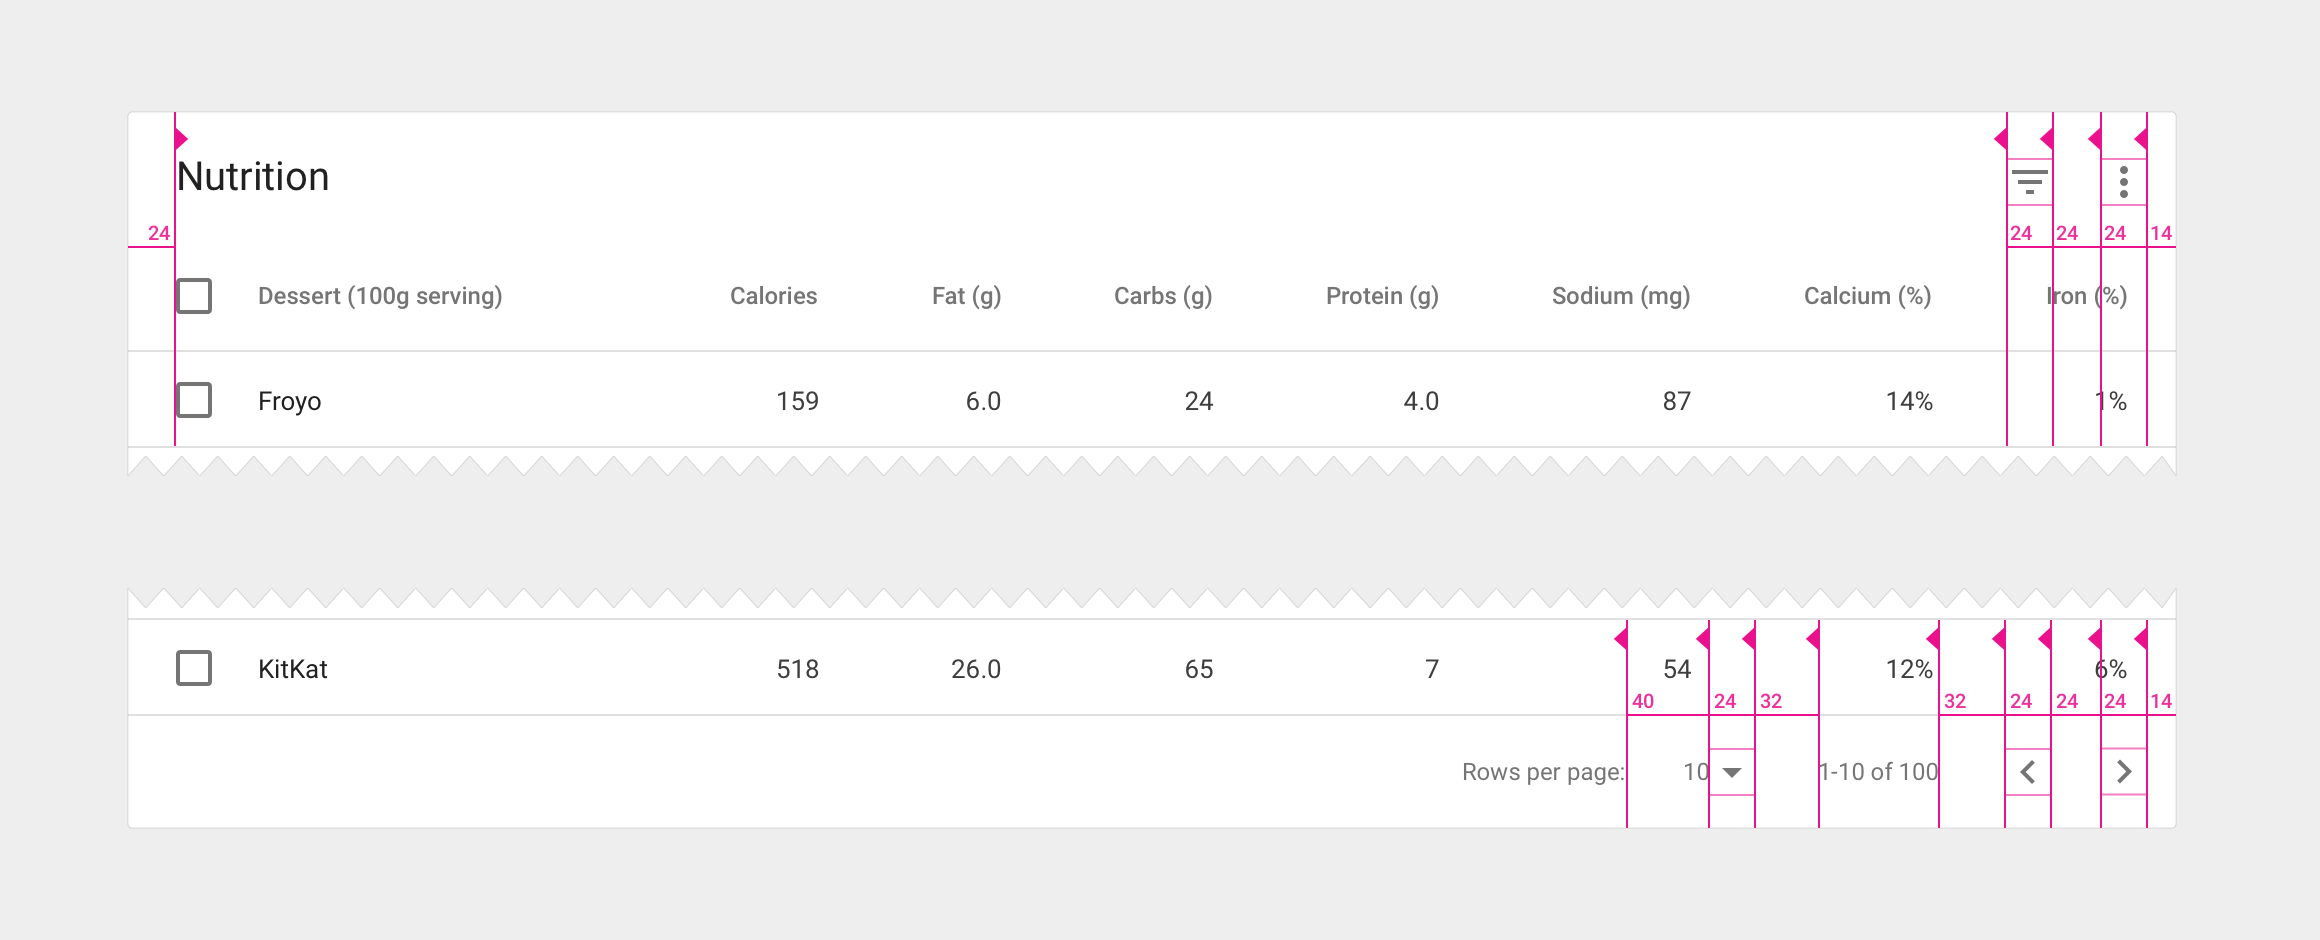 Nutrition
24 24 24 24 14
Dessert (100g serving) Calories Fat (g) Carbs (g) Protein (g) Sodium (mg) Calcium (%) Iron (%)
Froyo 159 6.0 24 4.0 87 14% 1%
KitKat 518 26.0 65 7 54 12% 6%
40 24 32 32 24 24 24 14
Rows per page: 10 1-10 of 100